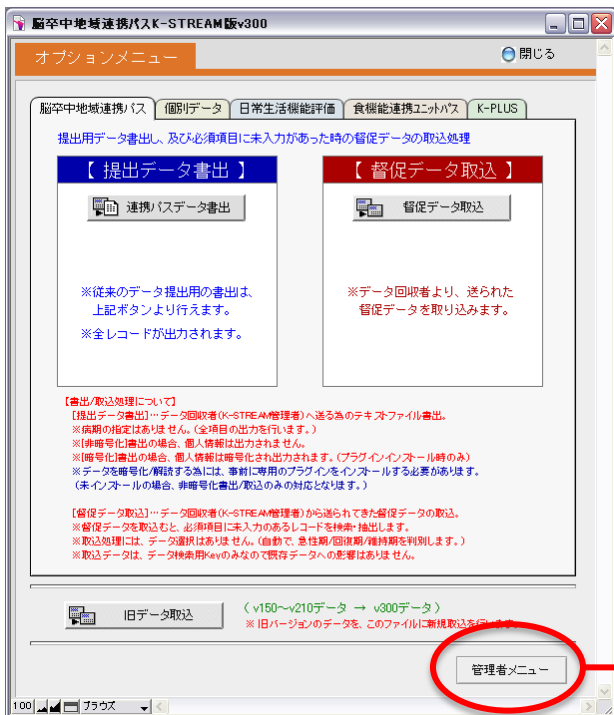 脳卒中地域連携パスK-STREAM版v300
オプションメニュー
閉じる
脳卒中地域連携パス 個別データ 日常生活機能評価 食機能連携ユニットパス K-PLUS
提出用データ書出し、及び必須項目に未入力があった時の督促データの取込処理
【 提出データ書出 】
【 督促データ取込 】
連携パスデータ書出
督促データ取込
※従来のデータ提出用の書出は、
上記ボタンより行えます。
※全レコードが出力されます。
※データ回収者より、送られた
督促データを取り込みます。
【書出/取込処理について】
[提出データ書出]…データ回収者(K-STREAM管理者)へ送る為のテキストファイル書出。
※病期の指定はありません。(全項目の出力を行います。)
※[非暗号化]書出の場合、個人情報は出力されません。
※[暗号化]書出の場合、個人情報は暗号化され出力されます。(プラグインインストール時のみ)
※データを暗号化/解読する為には、事前に専用のプラグインをインストールする必要があります。
(未インストールの場合、非暗号化書出/取込のみの対応となります。)
[督促データ取込]…データ回収者(K-STREAM管理者)から送られてきた督促データの取込。
※督促データを取込むと、必須項目に未入力のあるレコードを検索・抽出します。
※取込処理には、データ選択はありません。(自動で、急性期/回復期/維持期を判別します。)
※取込データは、データ検索用Keyのみなので既存データへの影響はありません。
旧データ取込
( v150～v210データ → v300データ )
※ 旧バージョンのデータを、このファイルに新規取込を行います。
管理者メニュー
100
ブラウズ